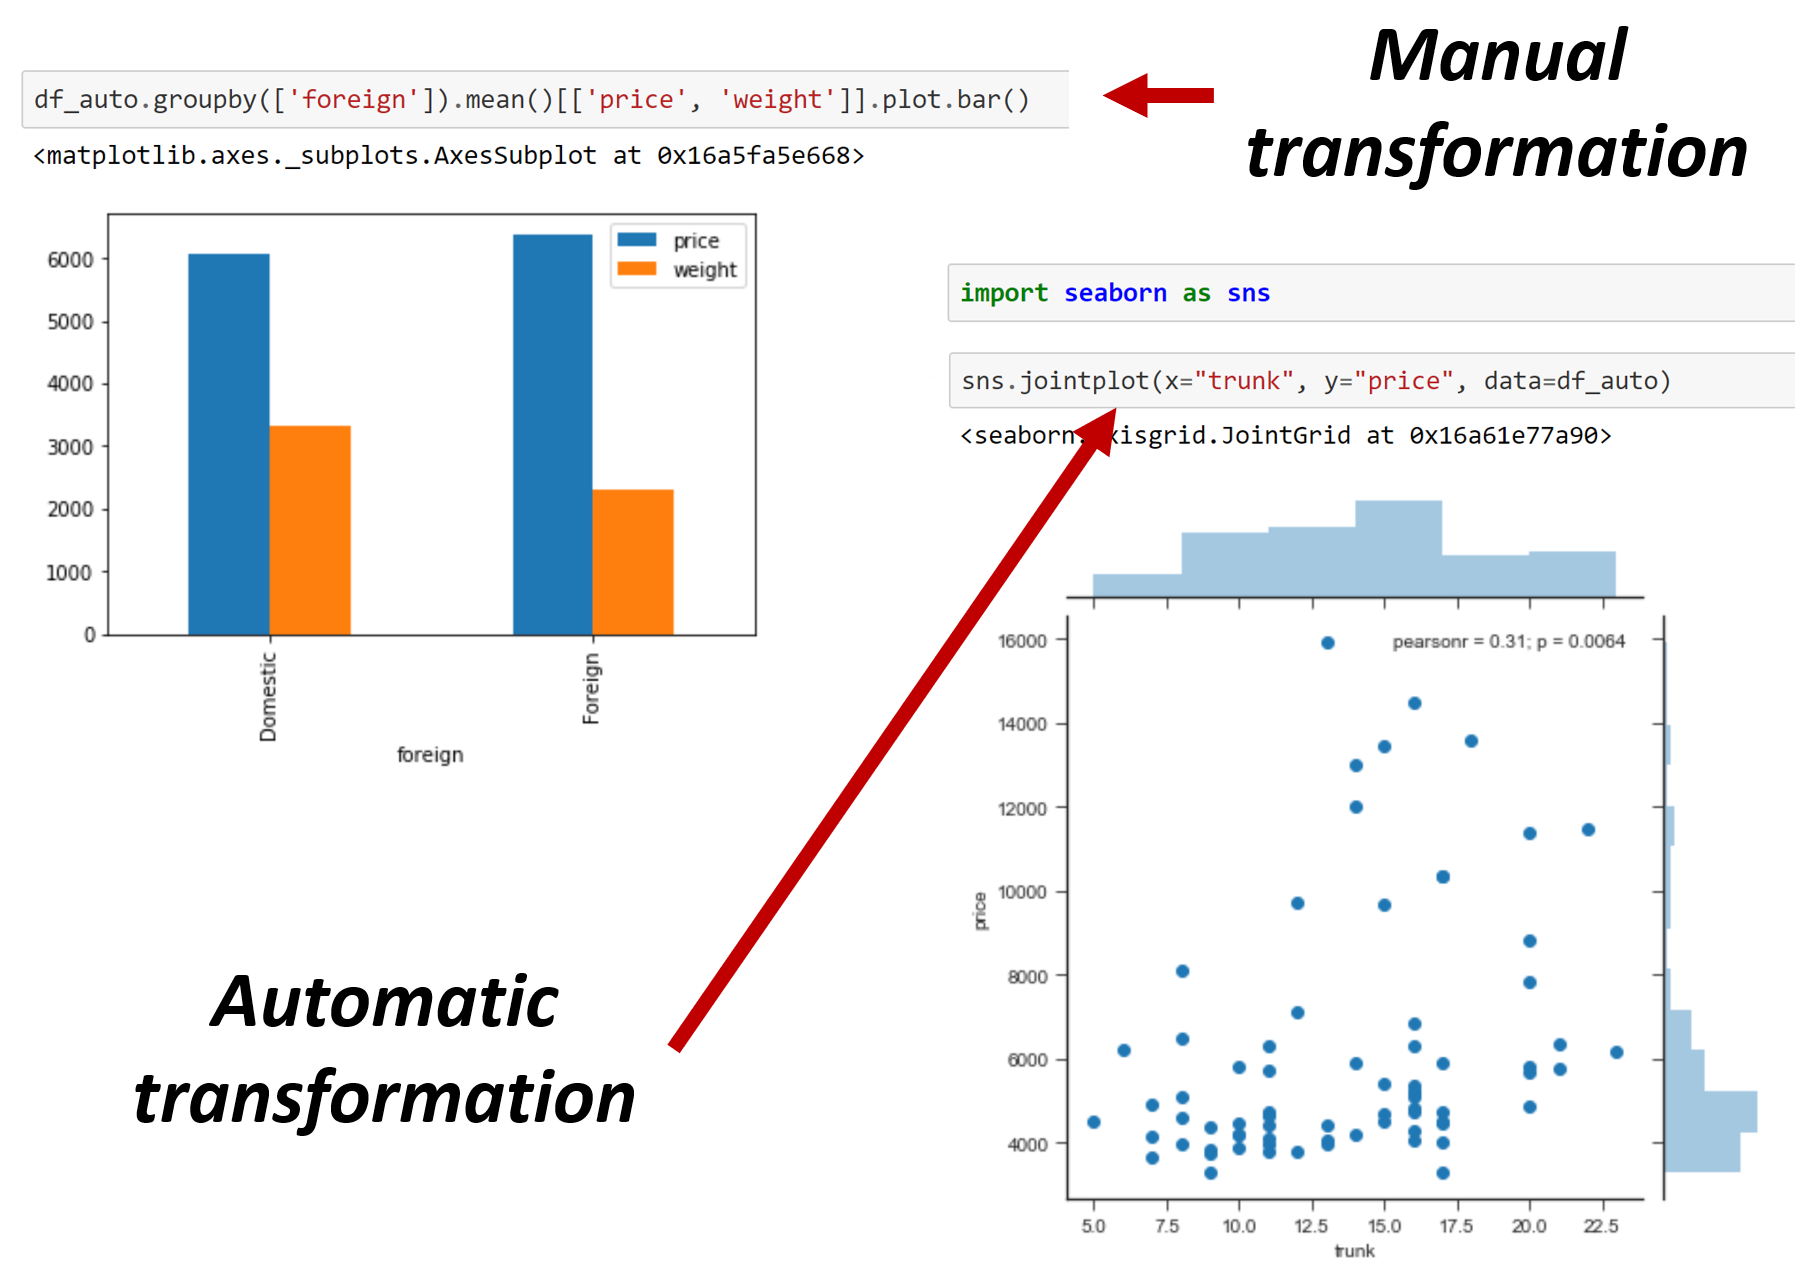 Manual
transformation
df_auto.groupby(['foreign']).mean()[['price', 'weight']].plot.bar()
<matplotlib.axes._subplots.AxesSubplot at 0x16a5fa5e668>
price
weight
6000
5000
4000
3000
2000
1000
0
Domestic
Foreign
foreign
import seaborn as sns
sns.jointplot(x="trunk", y="price", data=df_auto)
<seaborn. xisgrid.JointGrid at 0x16a61e77a90>
pearsonr = 0.31; p = 0.0064
16000
14000
12000
10000
8000
6000
4000
price
5.0 7.5 10.0 12.5 15.0 17.5 20.0 22.5
trunk
Automatic
transformation